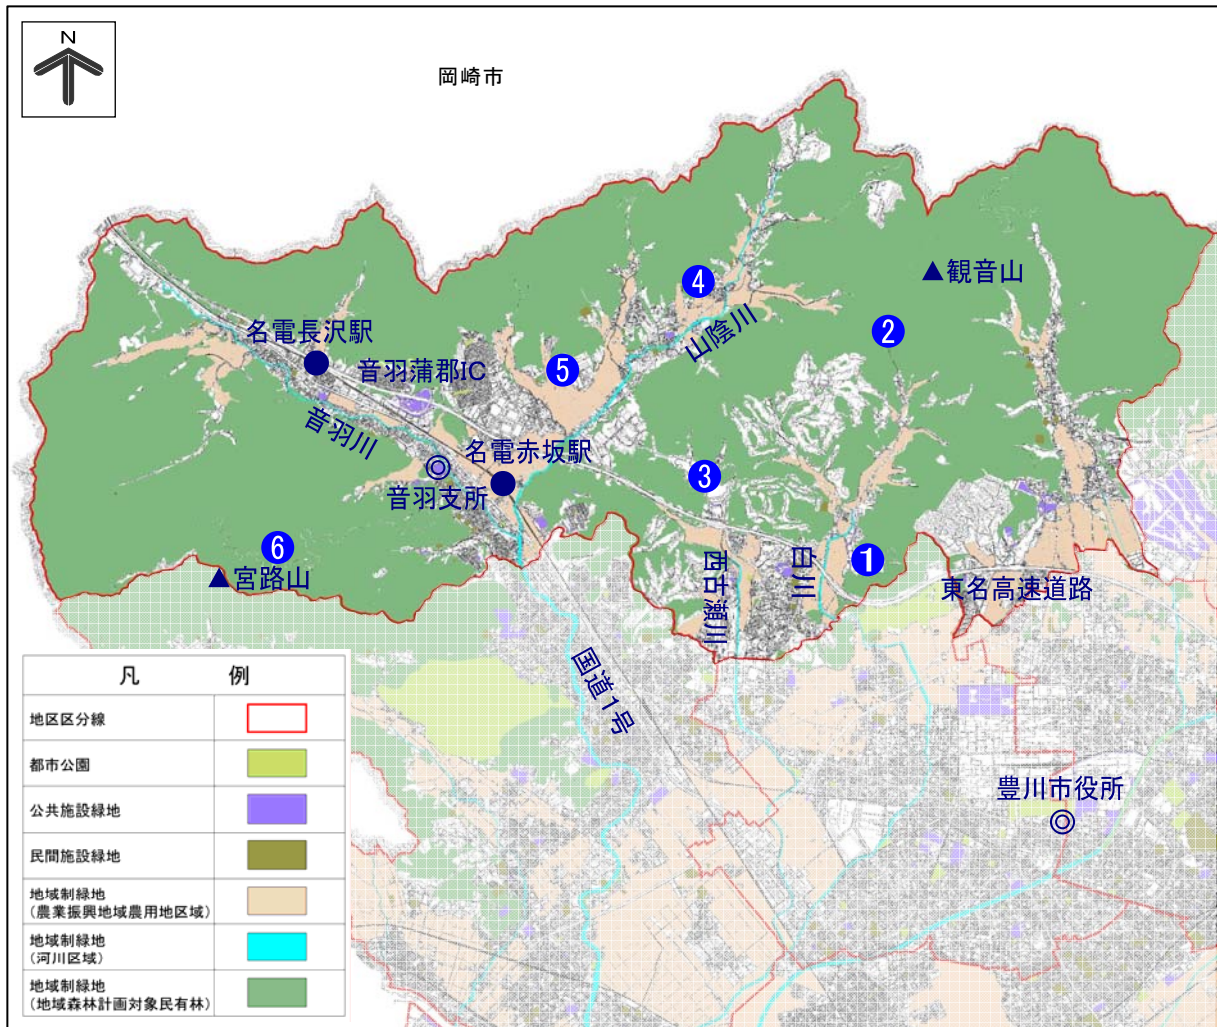 N
岡崎市
④
▲観音山
②
山陰川
名電長沢駅
音羽蒲郡IC
⑤
音羽川
名電赤坂駅
音羽支所
③
⑥
▲宮路山
①
西古瀬川
白川
東名高速道路
国道1号
豊川市役所
凡 例
地区区分線
都市公園
公共施設緑地
民間施設緑地
地域制緑地
(農業振興地域農用地区域)
地域制緑地
(河川区域)
地域制緑地
(地域森林計画対象民有林)